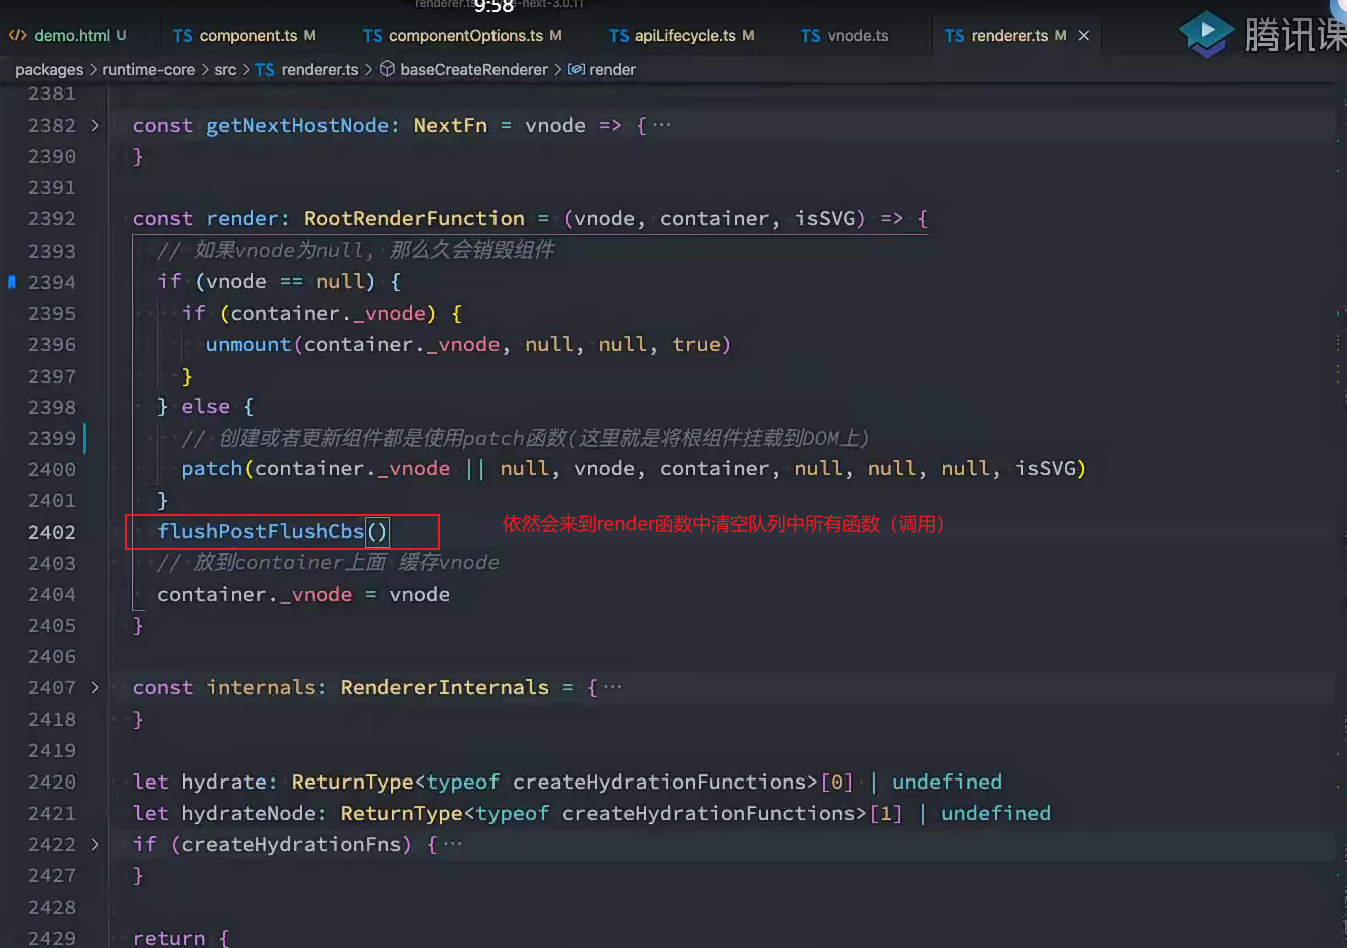 renderer.ts
-next-3.0.11
9:58
demo.html U
TS component.ts M
TS componentOptions.ts M
TS apiLifecycle.ts M
TS vnode.ts
TS renderer.ts M ×
腾讯课
packages > runtime-core > src > TS renderer.ts > baseCreateRenderer > render
2381
2382 > const getNextHostNode: NextFn = vnode => { ···
2390 }
2391
2392 const render: RootRenderFunction = (vnode, container, isSVG) => {
2393 // 如果vnode为null, 那么久会销毁组件
2394 if (vnode == null) {
2395 if (container._vnode) {
2396 unmount(container._vnode, null, null, true)
2397 }
2398 } else {
2399 // 创建或者更新组件都是使用patch函数(这里就是将根组件挂载到DOM上)
2400 patch(container._vnode || null, vnode, container, null, null, null, isSVG)
2401 }
2402 flushPostFlushCbs() 依然会来到render函数中清空队列中所有函数（调用）
2403 // 放到container上面 缓存vnode
2404 container._vnode = vnode
2405 }
2406
2407 > const internals: RendererInternals = { ···
2418 }
2419
2420 let hydrate: ReturnType<typeof createHydrationFunctions>[0] | undefined
2421 let hydrateNode: ReturnType<typeof createHydrationFunctions>[1] | undefined
2422 > if (createHydrationFns) { ···
2427 }
2428
2429 return {